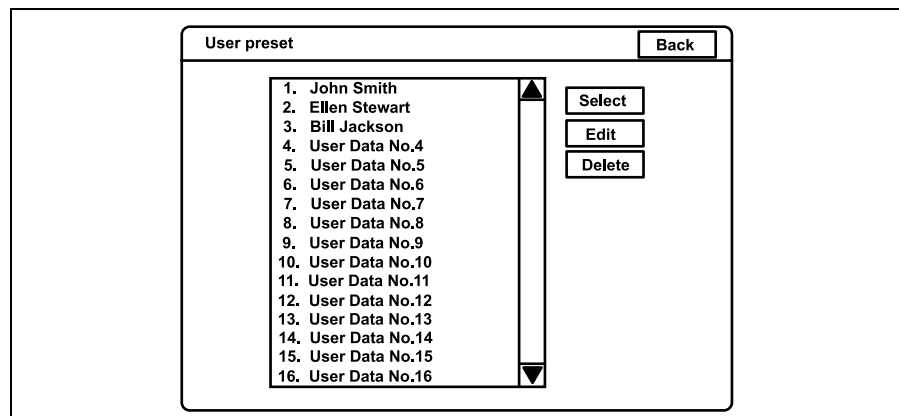 User preset
Back
1. John Smith
2. Ellen Stewart
3. Bill Jackson
4. User Data No.4
5. User Data No.5
6. User Data No.6
7. User Data No.7
8. User Data No.8
9. User Data No.9
10. User Data No.10
11. User Data No.11
12. User Data No.12
13. User Data No.13
14. User Data No.14
15. User Data No.15
16. User Data No.16
Select
Edit
Delete